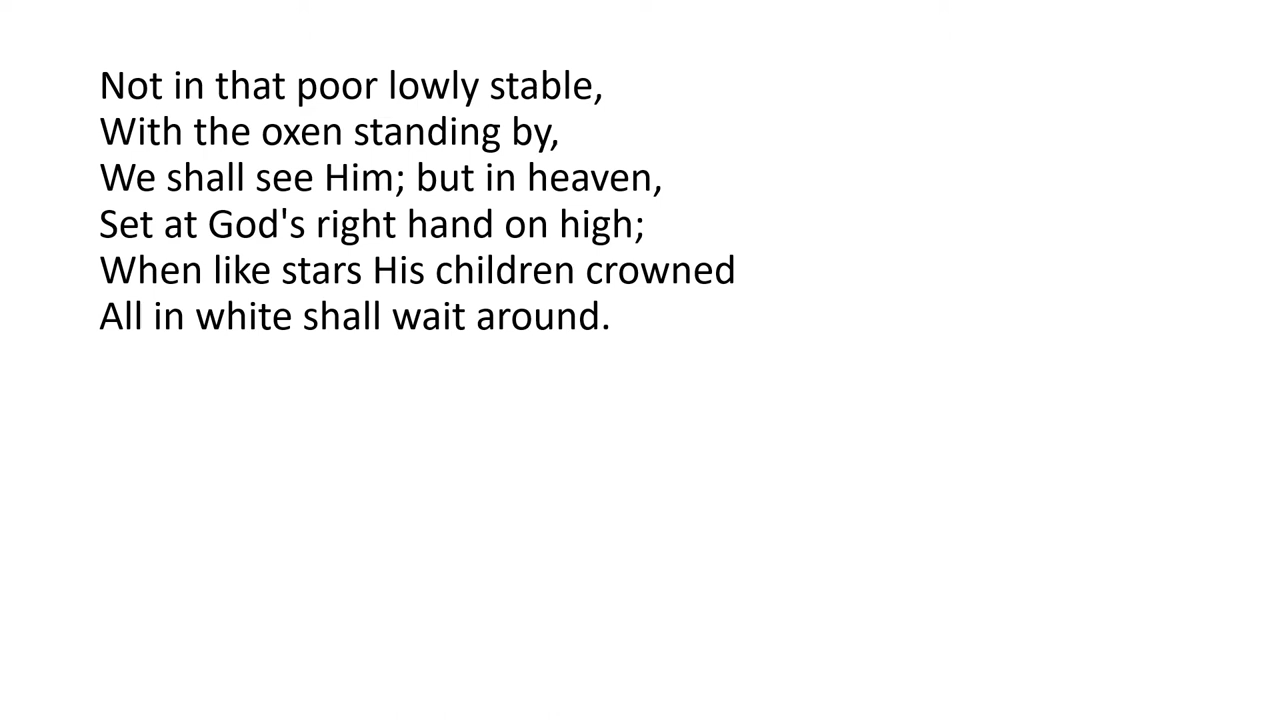 Not in that poor lowly stable,
With the oxen standing by,
We shall see Him; but in heaven,
Set at God's right hand on high;
When like stars His children crowned
All in white shall wait around.